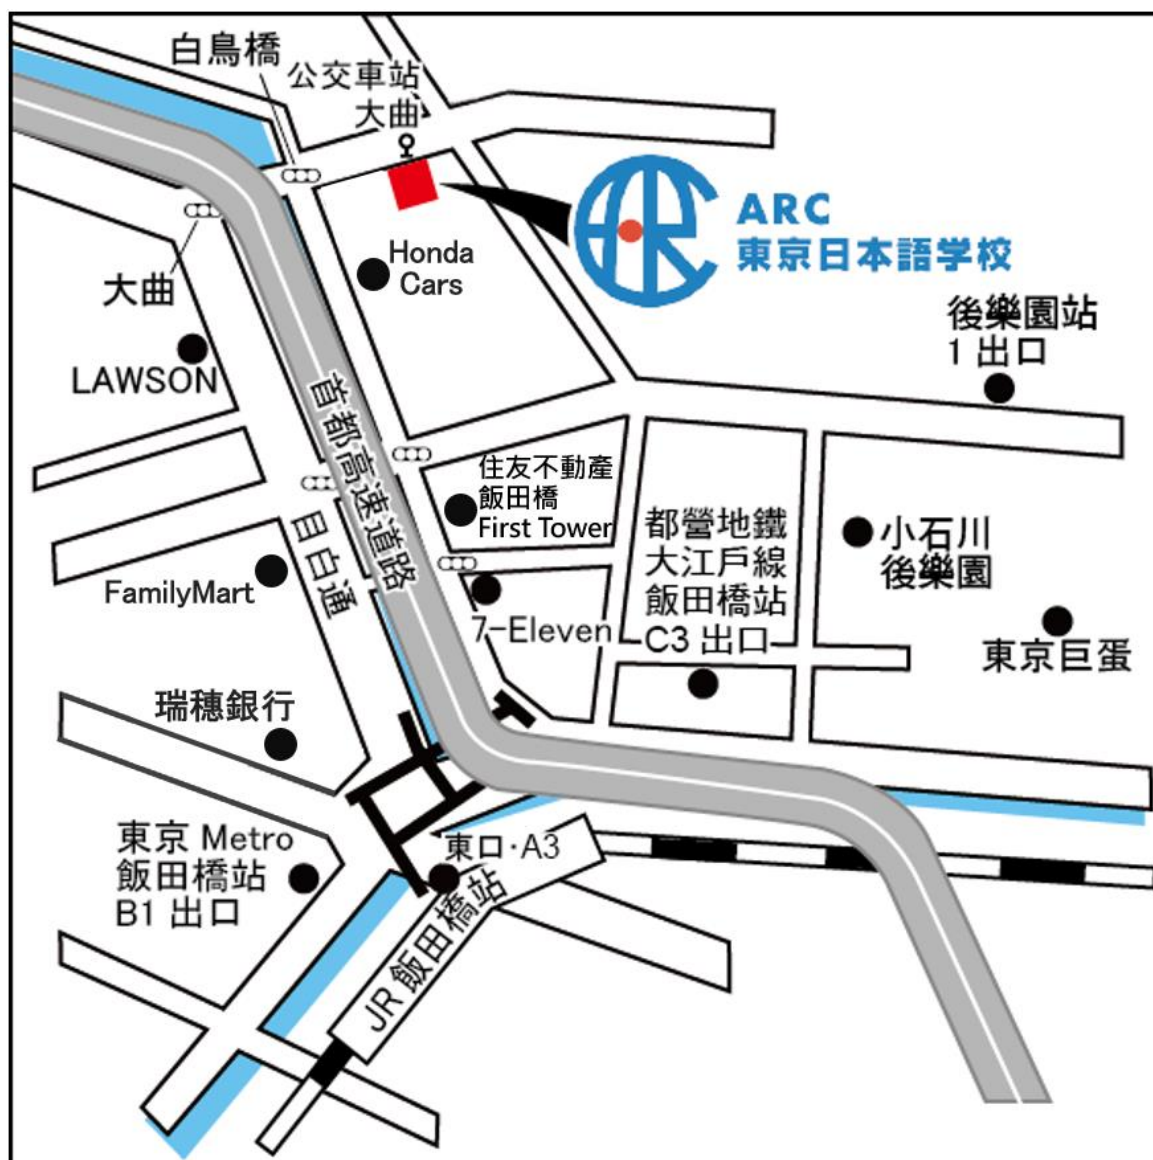 白鳥橋
公交車站
大曲
ARC
東京日本語学校
Honda
Cars
大曲
後樂園站
1 出口
LAWSON
首都高速道路
住友不動產
飯田橋
First Tower
都營地鐵
大江戶線
飯田橋站
C3 出口
小石川
後樂園
目白通
FamilyMart
7-Eleven
東京巨蛋
瑞穗銀行
東京 Metro
飯田橋站
B1 出口
東口·A3
JR 飯田橋站